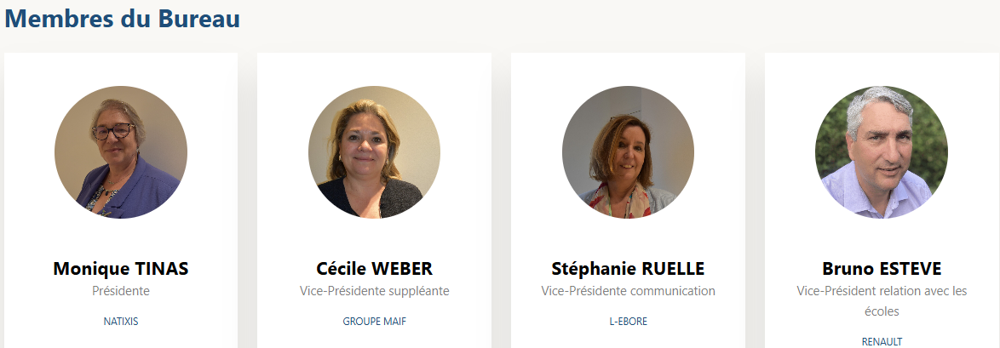 Membres du Bureau
Monique TINAS
Présidente
NATIXIS
Cécile WEBER
Vice-Présidente suppléante
GROUPE MAIF
Stéphanie RUELLE
Vice-Présidente communication
L-EBORE
Bruno ESTEVE
Vice-Président relation avec les
écoles
RENAULT